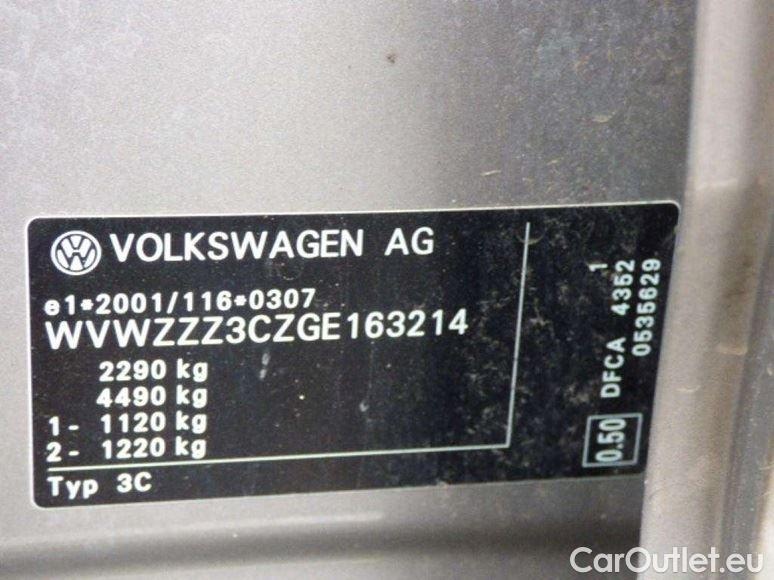 VOLKSWAGEN AG
e1*2001/116*0307
WVWZZZ3CZGE163214
2290 kg
4490 kg
1 - 1120 kg
2 - 1220 kg
Typ 3C
1
DFCA 4352
0535629
0.50
CarOutlet.eu